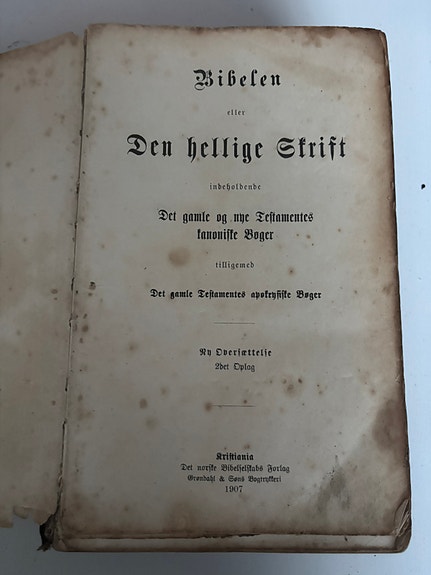 Bibelen
eller
Den hellige Skrift
indeholdende
Det gamle og nye Testamentes
kanoniske Bøger
tilligemed
Det gamle Testamentes apokryfiske Bøger
Ny Oversættelse
2det Oplag
Kristiania
Det norske Bibelselskabs Forlag
Grøndahl & Søns Bogtrykkeri
1907